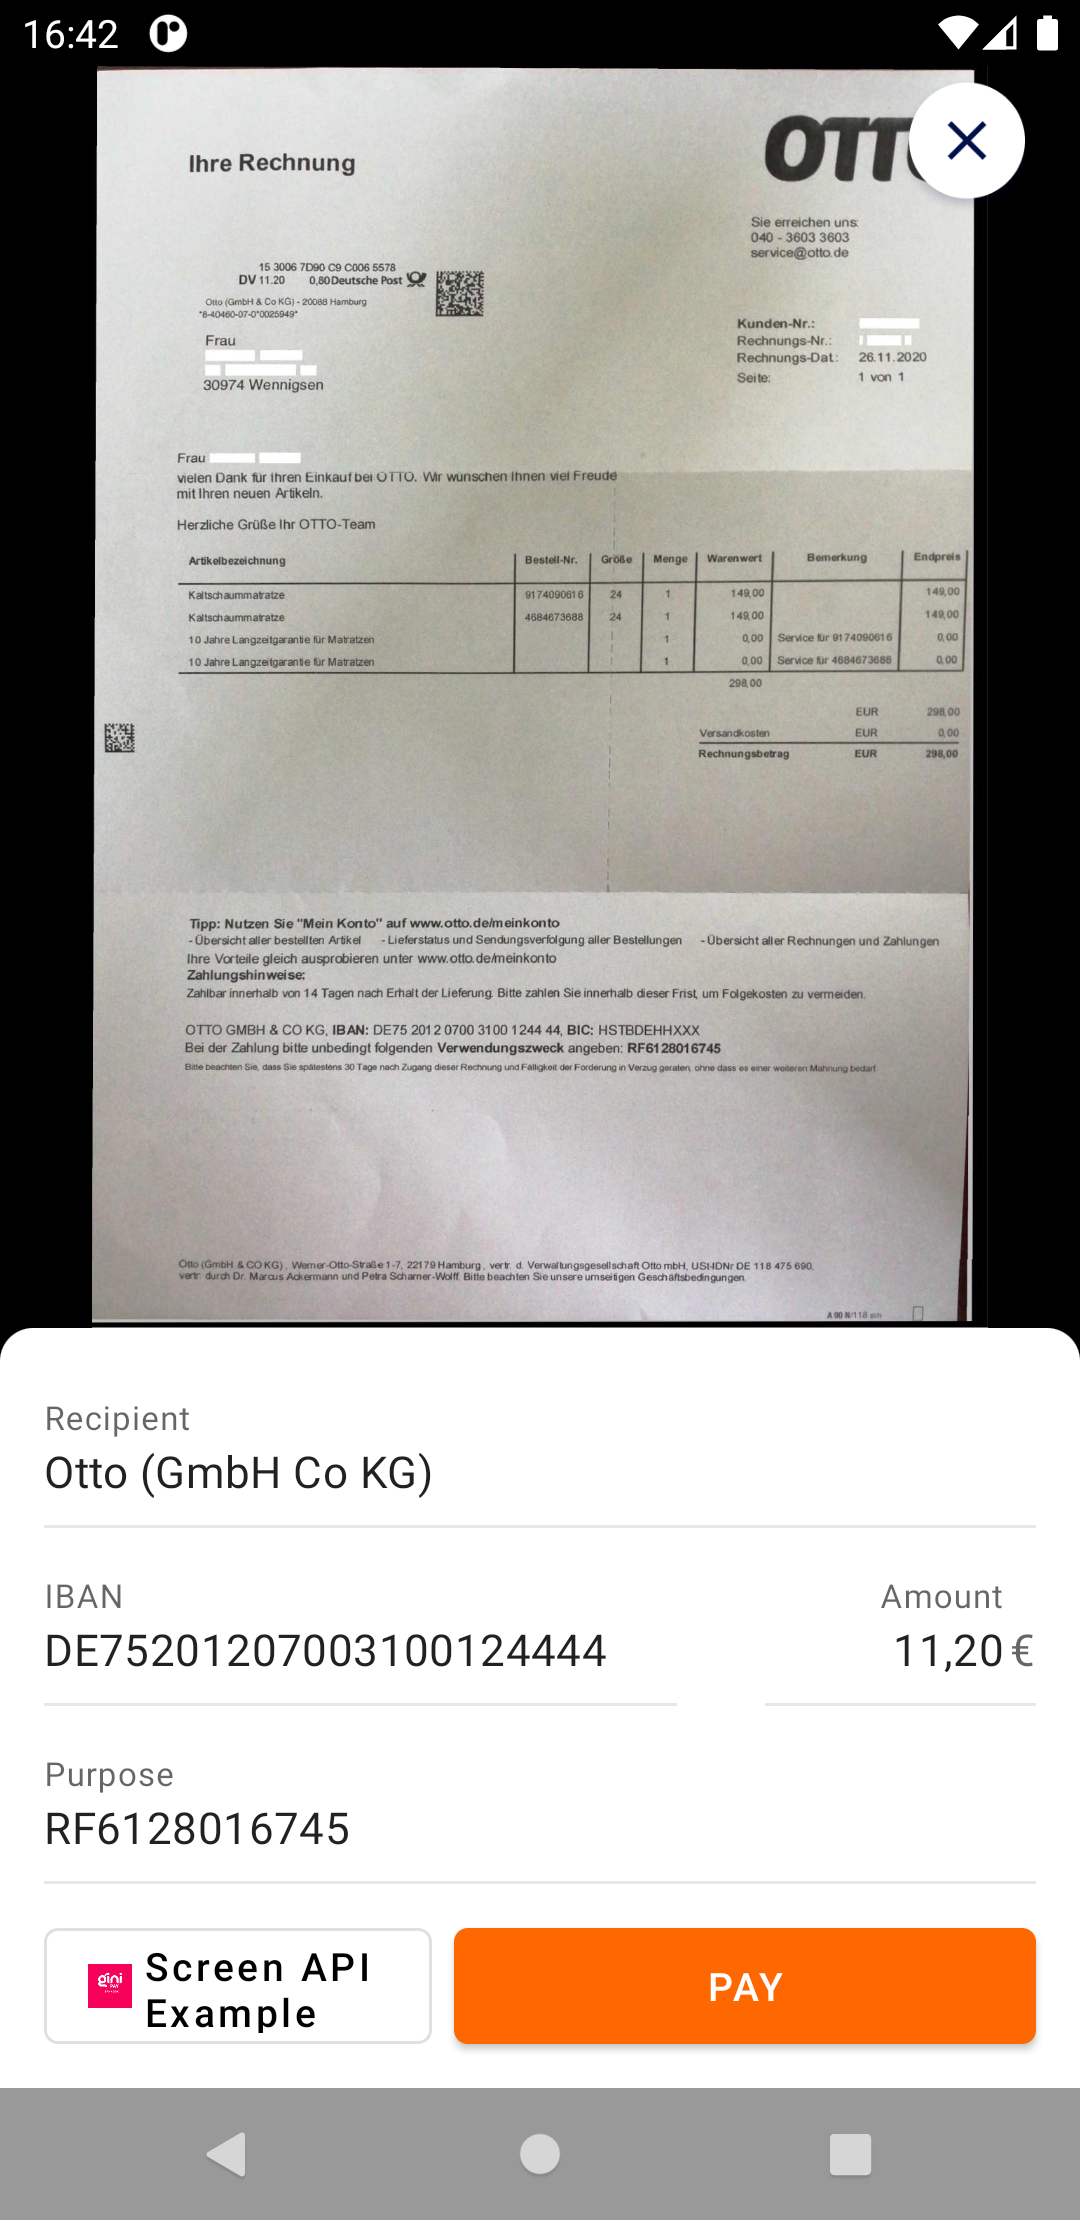 16:42
Ihre Rechnung
OTT
Sie erreichen uns:
040 - 3603 3603
service@otto.de
15 3006 7D90 C9 C006 5578
DV 11.20 0,80 Deutsche Post
Otto (GmbH & Co KG) - 20088 Hamburg
*8-40460-07-0*0025949*
Frau
30974 Wennigsen
Kunden-Nr.:
Rechnungs-Nr.:
Rechnungs-Dat.: 26.11.2020
Seite: 1 von 1
Frau
vielen Dank für Ihren Einkauf bei OTTO. Wir wünschen Ihnen viel Freude
mit Ihren neuen Artikeln.
Herzliche Grüße Ihr OTTO-Team
Artikelbezeichnung Bestell-Nr. Größe Menge Warenwert Bemerkung Endpreis
Kaltschaummatratze 9174090616 24 1 149,00 149,00
Kaltschaummatratze 4684673688 24 1 149,00 149,00
10 Jahre Langzeitgarantie für Matratzen 1 0,00 Service für 9174090616 0,00
10 Jahre Langzeitgarantie für Matratzen 1 0,00 Service für 4684673688 0,00
298,00
EUR 298,00
Versandkosten EUR 0,00
Rechnungsbetrag EUR 298,00
Tipp: Nutzen Sie "Mein Konto" auf www.otto.de/meinkonto
- Übersicht aller bestellten Artikel - Lieferstatus und Sendungsverfolgung aller Bestellungen - Übersicht aller Rechnungen und Zahlungen
Ihre Vorteile gleich ausprobieren unter www.otto.de/meinkonto
Zahlungshinweise:
Zahlbar innerhalb von 14 Tagen nach Erhalt der Lieferung. Bitte zahlen Sie innerhalb dieser Frist, um Folgekosten zu vermeiden.
OTTO GMBH & CO KG, IBAN: DE75 2012 0700 3100 1244 44, BIC: HSTBDEHHXXX
Bei der Zahlung bitte unbedingt folgenden Verwendungszweck angeben: RF6128016745
Bitte beachten Sie, dass Sie spätestens 30 Tage nach Zugang dieser Rechnung und Fälligkeit der Forderung in Verzug geraten, ohne dass es einer weiteren Mahnung bedarf.
Otto (GmbH & CO KG), Werner-Otto-Straße 1-7, 22179 Hamburg, vertr. d. Verwaltungsgesellschaft Otto mbH, USt-IDNr DE 118 475 690,
vertr. durch Dr. Marcus Ackermann und Petra Scharner-Wolff. Bitte beachten Sie unsere umseitigen Geschäftsbedingungen.
Recipient
Otto (GmbH Co KG)
IBAN Amount
DE75201207003100124444 11,20 €
Purpose
RF6128016745
gini
Screen API
Example
PAY